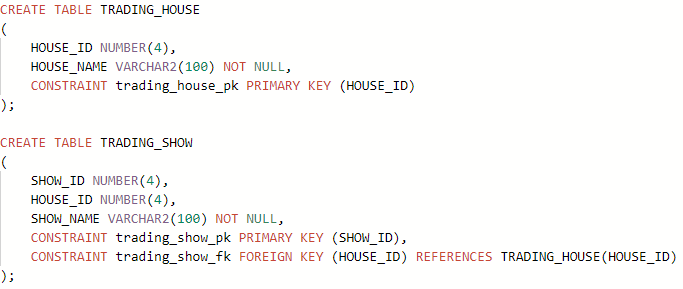 CREATE TABLE TRADING_HOUSE
(
    HOUSE_ID NUMBER(4),
    HOUSE_NAME VARCHAR2(100) NOT NULL,
    CONSTRAINT trading_house_pk PRIMARY KEY (HOUSE_ID)
);

CREATE TABLE TRADING_SHOW
(
    SHOW_ID NUMBER(4),
    HOUSE_ID NUMBER(4),
    SHOW_NAME VARCHAR2(100) NOT NULL,
    CONSTRAINT trading_show_pk PRIMARY KEY (SHOW_ID),
    CONSTRAINT trading_show_fk FOREIGN KEY (HOUSE_ID) REFERENCES TRADING_HOUSE(HOUSE_ID)
);